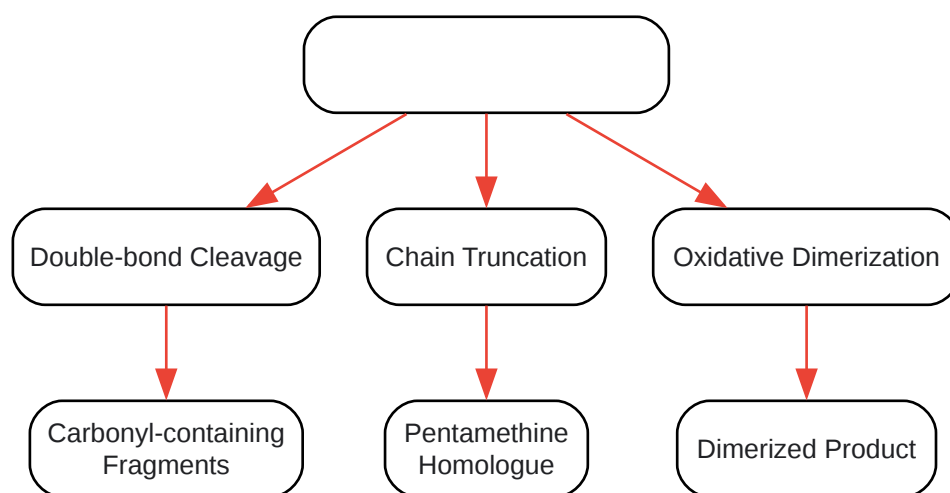 Double-bond Cleavage
Chain Truncation
Oxidative Dimerization
Carbonyl-containing
Fragments
Pentamethine
Homologue
Dimerized Product